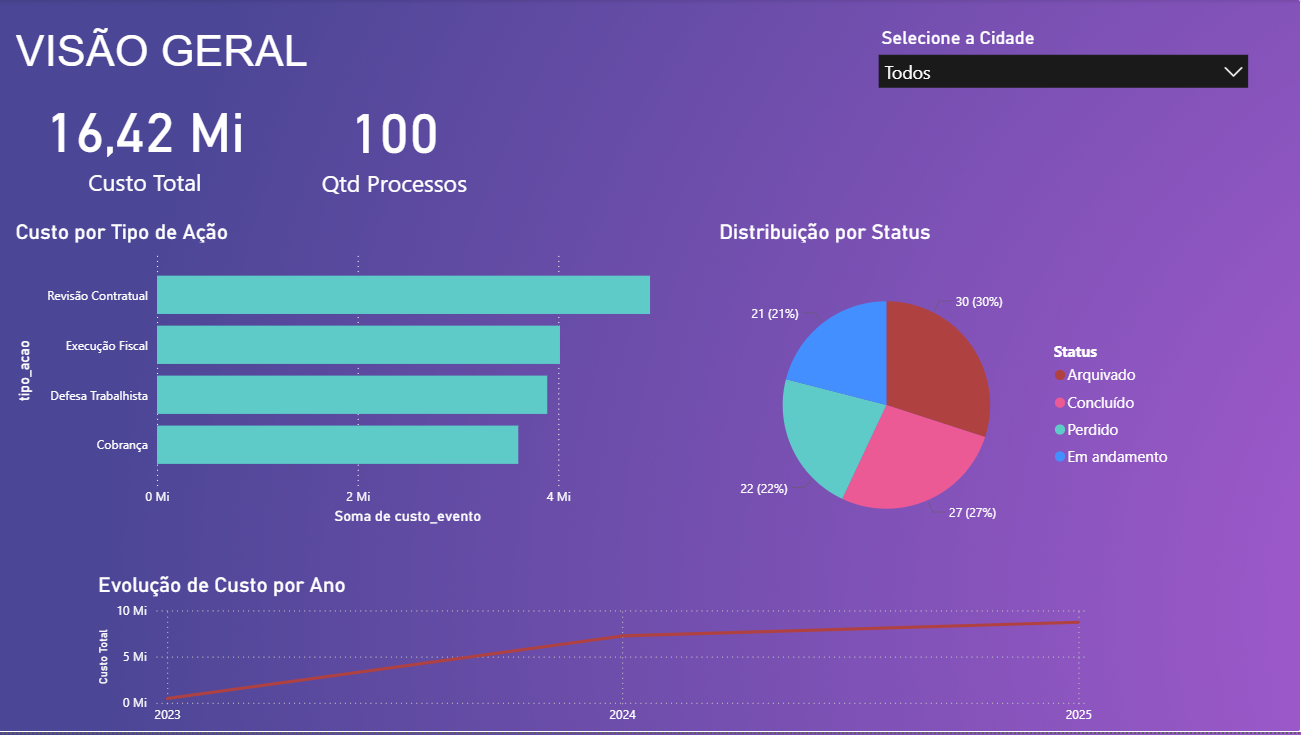 VISÃO GERAL
Selecione a Cidade
Todos
16,42 Mi
Custo Total
100
Qtd Processos
Custo por Tipo de Ação
tipo_acao
Revisão Contratual
Execução Fiscal
Defesa Trabalhista
Cobrança
0 Mi
2 Mi
4 Mi
Soma de custo_evento
Distribuição por Status
30 (30%)
21 (21%)
22 (22%)
27 (27%)
Status
Arquivado
Concluído
Perdido
Em andamento
Evolução de Custo por Ano
Custo Total
10 Mi
5 Mi
0 Mi
2023
2024
2025